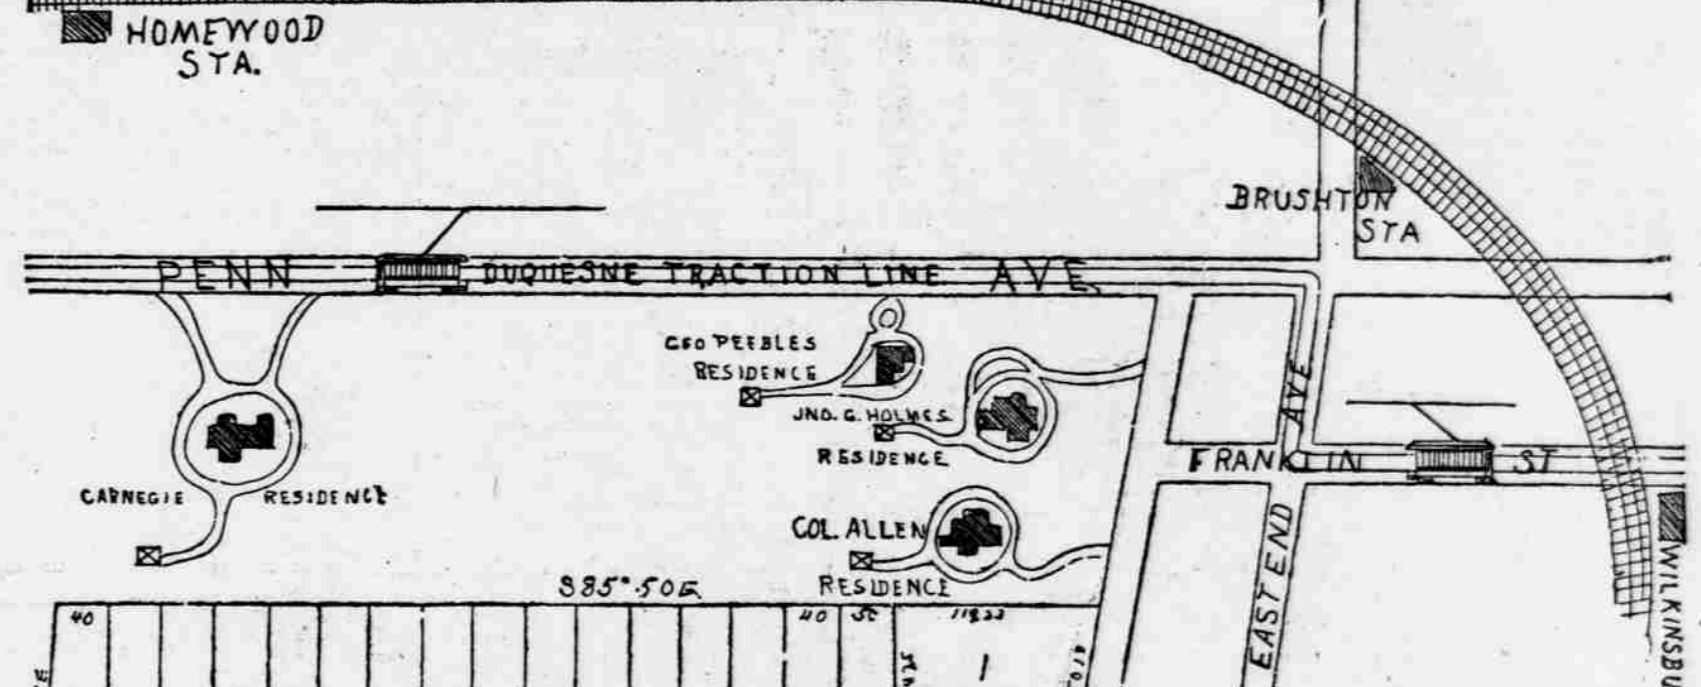 HOMEWOOD
STA.
BRUSHTON
STA
PENN DUQUESNE TRACTION LINE AVE.
GEO PEEBLES
RESIDENCE
JNO. G. HOLMES
RESIDENCE
AVE
FRANKLIN ST
CARNEGIE RESIDENCE
COL. ALLEN
RESIDENCE
EAST END
WILKINSBU
S85°.50E
40
40
50